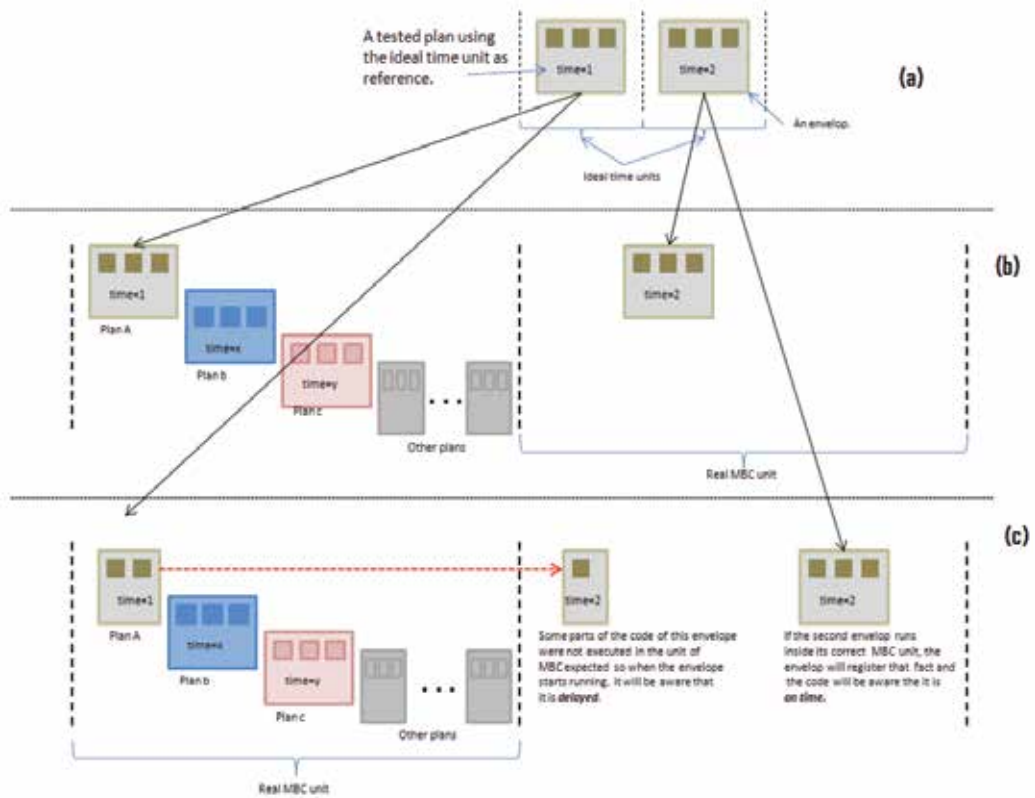 A tested plan using
the ideal time unit as
reference.
time=1
time=2
(a)
An envelop.
Ideal time units
(b)
time=1
Plan A
time=x
Plan b
time=y
Plan c
Other plans
time=2
Real MBC unit
(c)
time=1
Plan A
time=x
Plan b
time=y
Plan c
Other plans
Real MBC unit
time=2
Some parts of the code of this envelope
were not executed in the unit of
MBC expected so when the envelope
starts running, it will be aware that
it is delayed.
time=2
If the second envelop runs
inside its correct MBC unit, the
envelop will register that fact and
the code will be aware the it is
on time.